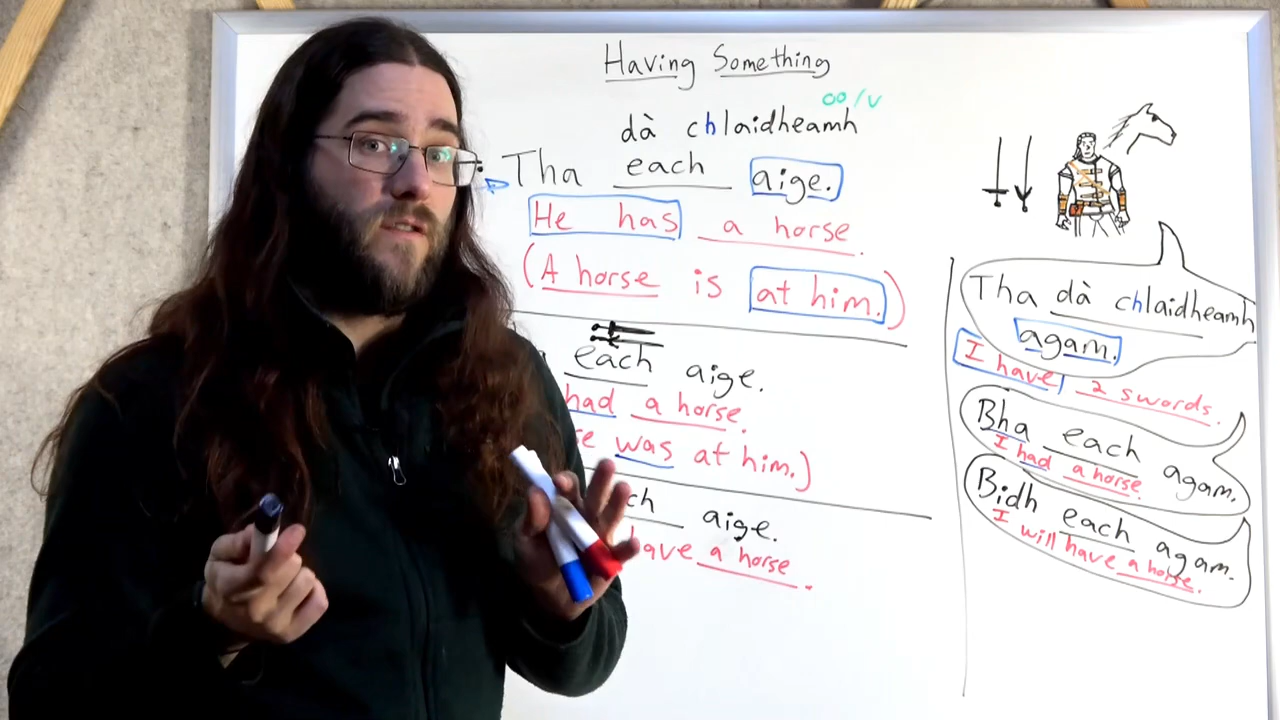 Having Something
oo/v
dà chlaidheamh
Tha each aige.
He has a horse.
(A horse is at him.)
each aige.
had a horse.
was at him.)
aige.
a horse.
Tha dà chlaidheamh
agam.
I have 2 swords.
Bha each agam.
I had a horse.
Bidh each agam.
I will have a horse.